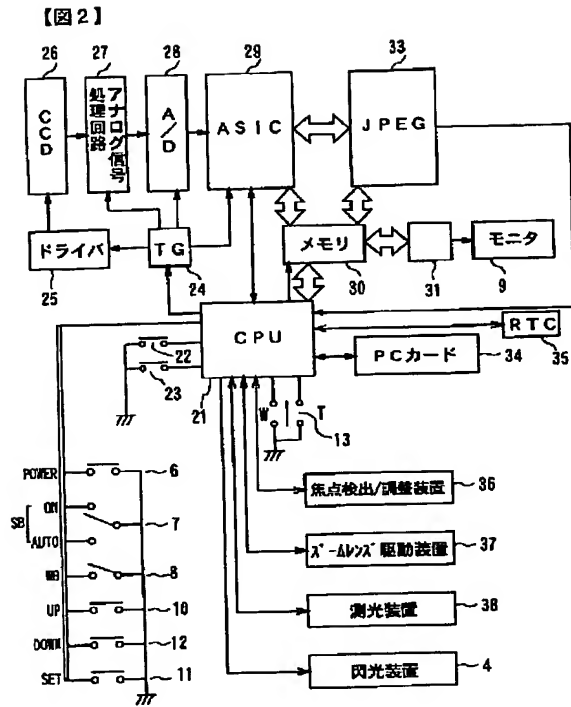 【図2】
26
27
28
29
33
CCD
アナログ信号
処理回路
A/D
ASIC
JPEG
ドライバ
TG
メモリ
モニタ
25
24
30
31
9
CPU
RTC
35
22
PCカード
34
23
21
W
T
13
POWER
6
焦点検出/調整装置
36
ON
SB
7
AUTO
ズームレンズ駆動装置
37
WB
8
UP
10
測光装置
38
DOWN
12
SET
11
閃光装置
4